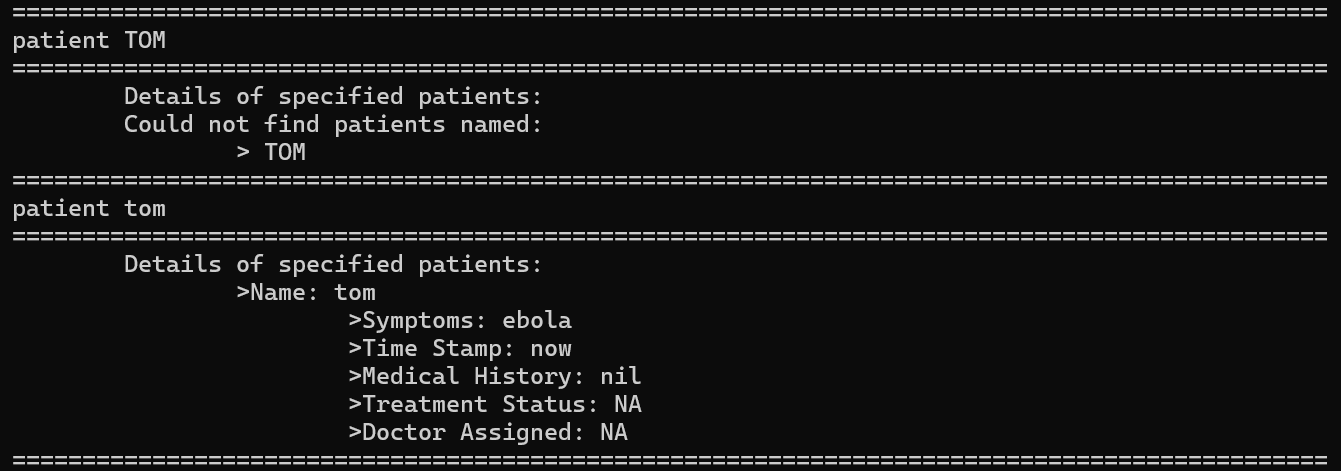 ==============================================================================================
patient TOM
==============================================================================================
Details of specified patients:
Could not find patients named:
> TOM
==============================================================================================
patient tom
==============================================================================================
Details of specified patients:
>Name: tom
>Symptoms: ebola
>Time Stamp: now
>Medical History: nil
>Treatment Status: NA
>Doctor Assigned: NA
==============================================================================================